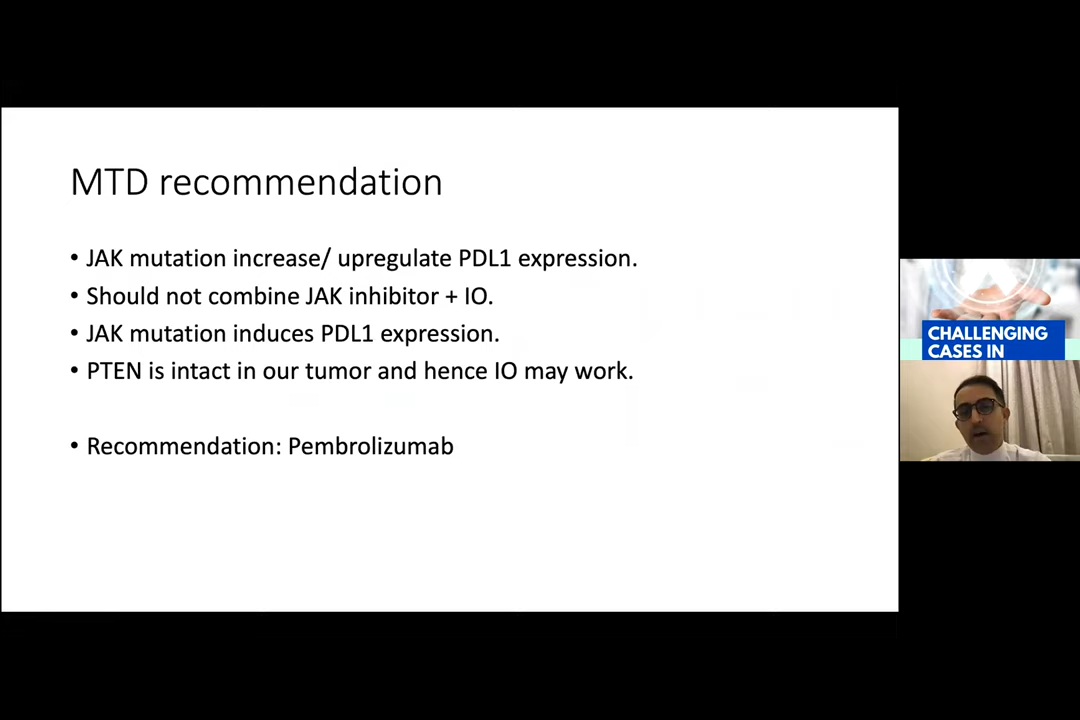 MTD recommendation
• JAK mutation increase/ upregulate PDL1 expression.
• Should not combine JAK inhibitor + IO.
• JAK mutation induces PDL1 expression.
• PTEN is intact in our tumor and hence IO may work.
• Recommendation: Pembrolizumab
CHALLENGING
CASES IN